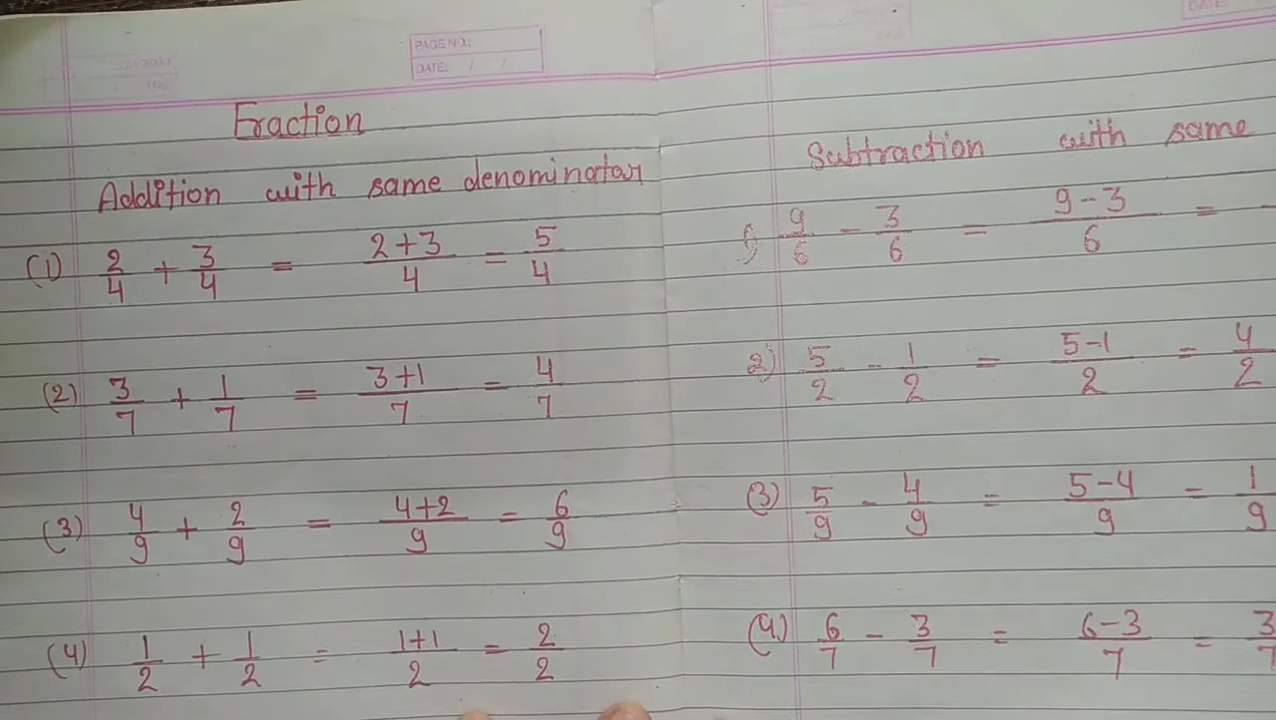 PAGE NO.:
DATE: / /
Fraction
Addition with same denominator
(1) 2/4 + 3/4 = 2+3/4 = 5/4
(2) 3/7 + 1/7 = 3+1/7 = 4/7
(3) 4/9 + 2/9 = 4+2/9 = 6/9
(4) 1/2 + 1/2 = 1+1/2 = 2/2
DATE:
Subtraction with same
1) 9/6 - 3/6 = 9-3/6 =
2) 5/2 - 1/2 = 5-1/2 = 4/2
(3) 5/9 - 4/9 = 5-4/9 = 1/9
(4) 6/7 - 3/7 = 6-3/7 = 3/7